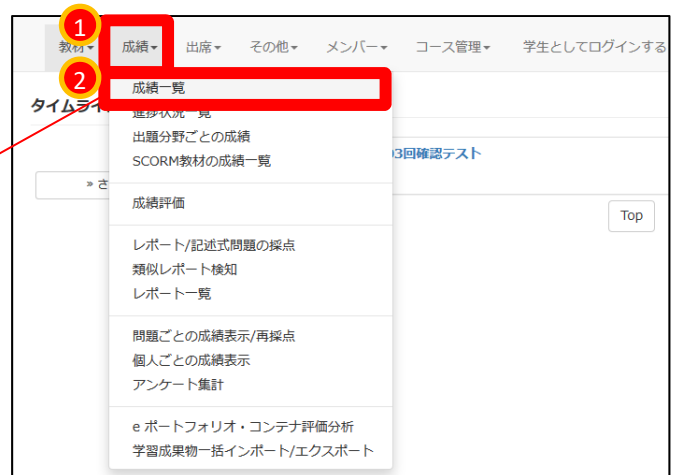 1
教材 成績 出席 その他 メンバー コース管理 学生としてログインする
2
成績一覧
タイムライ
進捗状況一覧
出題分野ごとの成績
03回確認テスト
SCORM教材の成績一覧
» さ
成績評価
Top
レポート/記述式問題の採点
類似レポート検知
レポート一覧
問題ごとの成績表示/再採点
個人ごとの成績表示
アンケート集計
e ポートフォリオ・コンテナ評価分析
学習成果物一括インポート/エクスポート